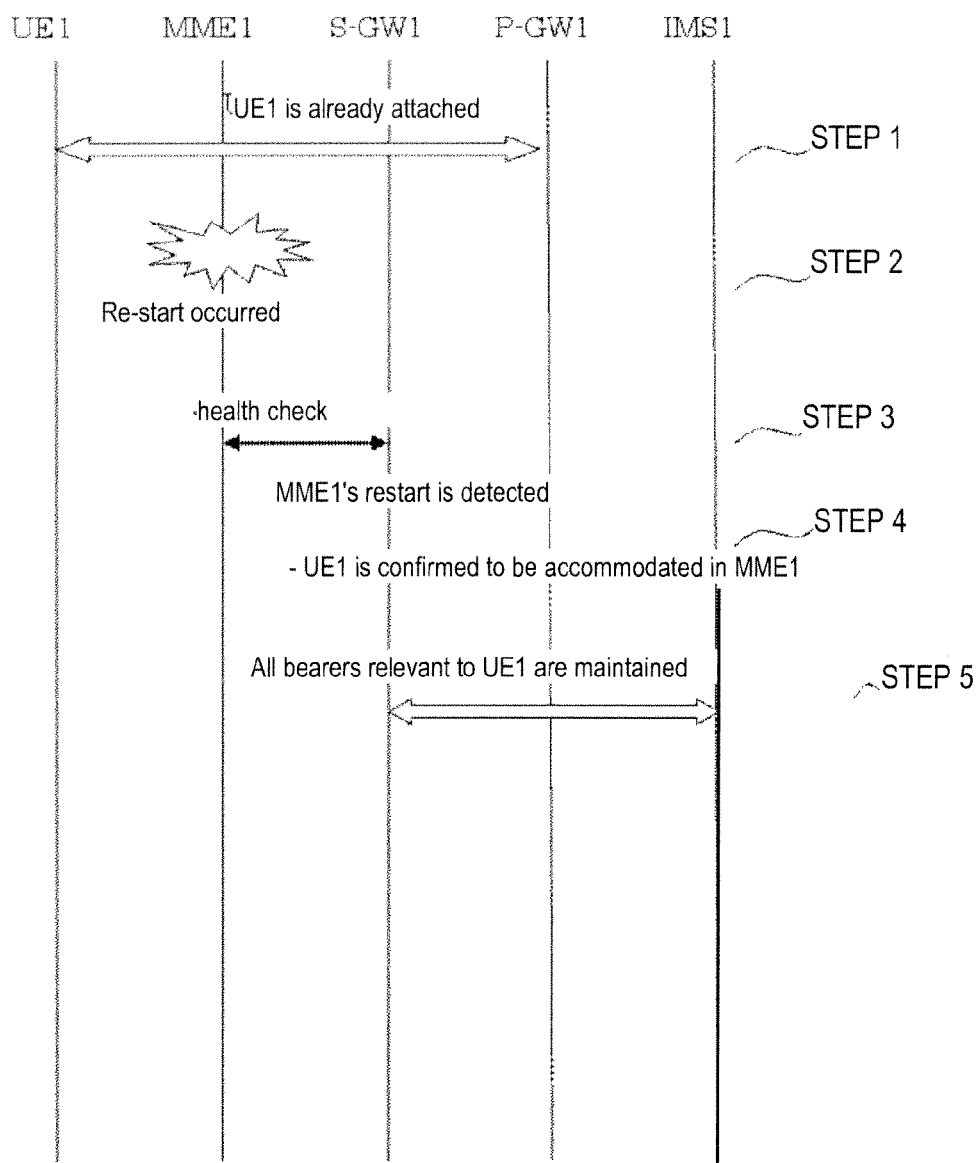 UE1 MME1 S-GW1 P-GW1 IMS1
UE1 is already attached
STEP 1
STEP 2
Re-start occurred
-health check
STEP 3
MME1's restart is detected
STEP 4
- UE1 is confirmed to be accommodated in MME1
All bearers relevant to UE1 are maintained
STEP 5